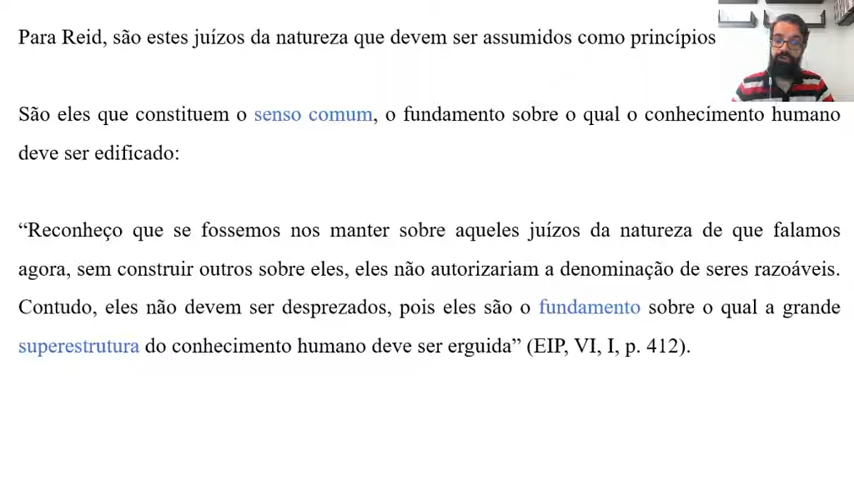 Para Reid, são estes juízos da natureza que devem ser assumidos como princípios
São eles que constituem o senso comum, o fundamento sobre o qual o conhecimento humano
deve ser edificado:
“Reconheço que se fossemos nos manter sobre aqueles juízos da natureza de que falamos
agora, sem construir outros sobre eles, eles não autorizariam a denominação de seres razoáveis.
Contudo, eles não devem ser desprezados, pois eles são o fundamento sobre o qual a grande
superestrutura do conhecimento humano deve ser erguida” (EIP, VI, I, p. 412).